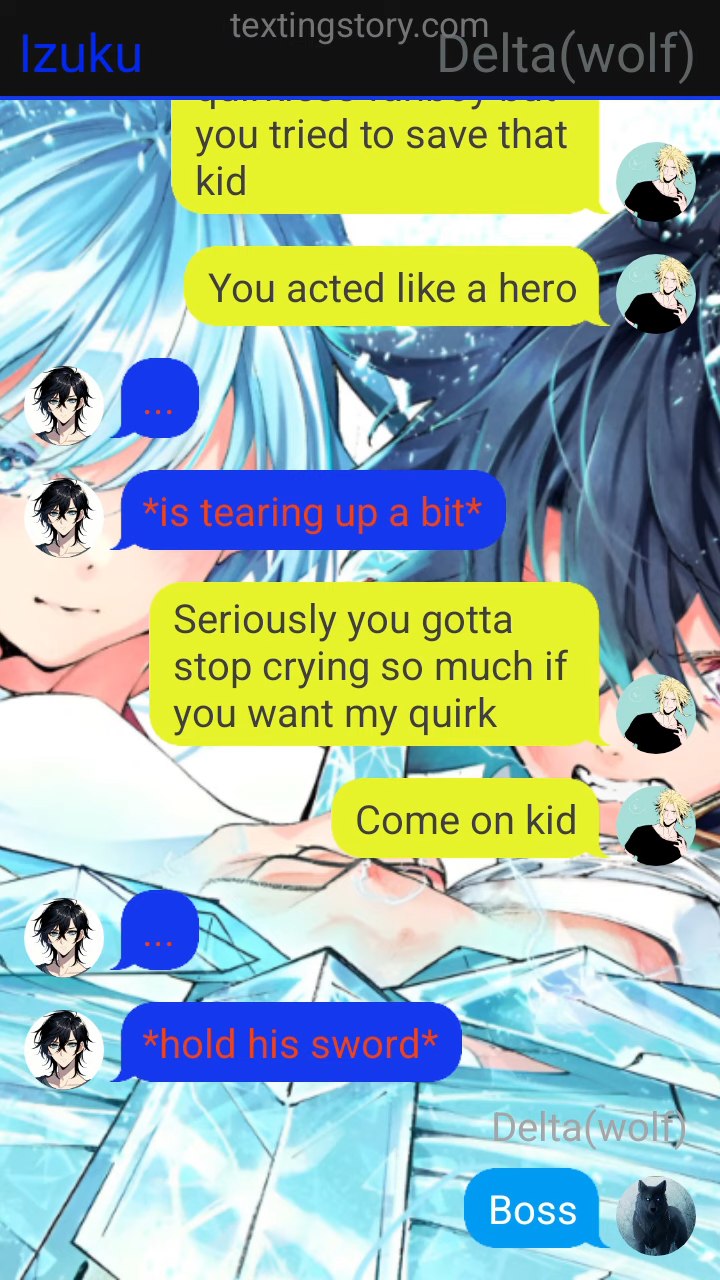 textingstory.com
Izuku
Delta(wolf)
you tried to save that
kid
You acted like a hero
...
*is tearing up a bit*
Seriously you gotta
stop crying so much if
you want my quirk
Come on kid
...
*hold his sword*
Delta(wolf)
Boss